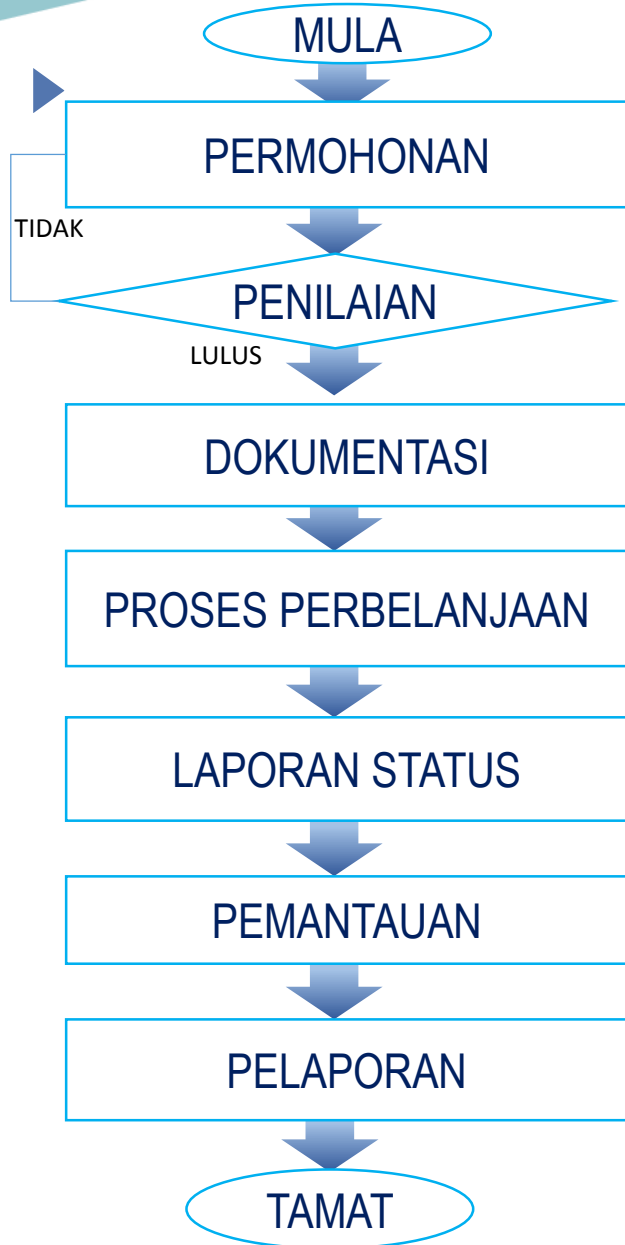 MULA
PERMOHONAN
TIDAK
PENILAIAN
LULUS
DOKUMENTASI
PROSES PERBELANJAAN
LAPORAN STATUS
PEMANTAUAN
PELAPORAN
TAMAT